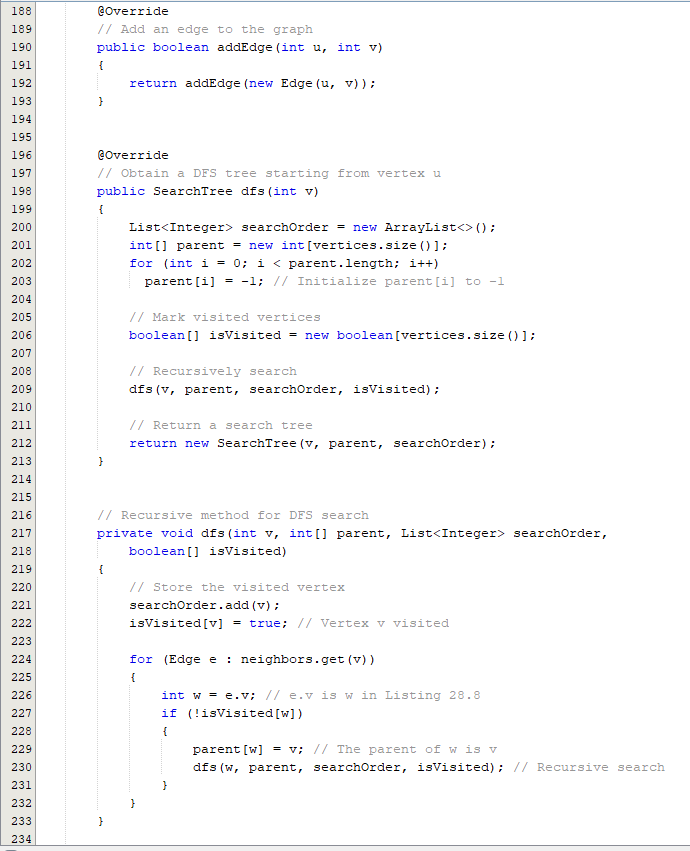 188 @Override
189 // Add an edge to the graph
190 public boolean addEdge(int u, int v)
191 {
192 return addEdge(new Edge(u, v));
193 }
194
195
196 @Override
197 // Obtain a DFS tree starting from vertex u
198 public SearchTree dfs(int v)
199 {
200 List<Integer> searchOrder = new ArrayList<>();
201 int[] parent = new int[vertices.size()];
202 for (int i = 0; i < parent.length; i++)
203 parent[i] = -1; // Initialize parent[i] to -1
204
205 // Mark visited vertices
206 boolean[] isVisited = new boolean[vertices.size()];
207
208 // Recursively search
209 dfs(v, parent, searchOrder, isVisited);
210
211 // Return a search tree
212 return new SearchTree(v, parent, searchOrder);
213 }
214
215
216 // Recursive method for DFS search
217 private void dfs(int v, int[] parent, List<Integer> searchOrder,
218 boolean[] isVisited)
219 {
220 // Store the visited vertex
221 searchOrder.add(v);
222 isVisited[v] = true; // Vertex v visited
223
224 for (Edge e : neighbors.get(v))
225 {
226 int w = e.v; // e.v is w in Listing 28.8
227 if (!isVisited[w])
228 {
229 parent[w] = v; // The parent of w is v
230 dfs(w, parent, searchOrder, isVisited); // Recursive search
231 }
232 }
233 }
234